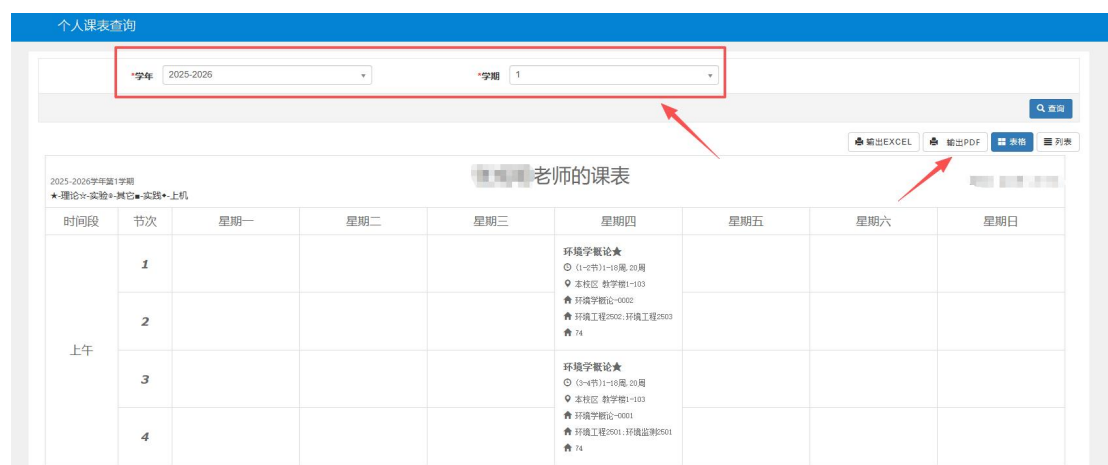 个人课表查询
*学年 2025-2026 *学期 1
查询
输出EXCEL 输出PDF 表格 列表
老师的课表
2025-2026学年第1学期
★-理论☆-实验⊙-其它■-实践✦-上机
时间段 节次 星期一 星期二 星期三 星期四 星期五 星期六 星期日
上午
1
环境学概论★
(1-2节)1-18周,20周
本校区 教学楼1-103
2
环境学概论-0002
环境工程2502;环境工程2503
74
3
环境学概论★
(3-4节)1-18周,20周
本校区 教学楼1-103
4
环境学概论-0001
环境工程2501;环境监测2501
74